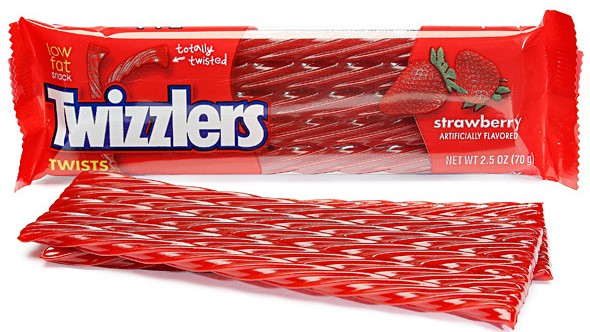 low
fat
snack
totally
twisted
Twizzlers
TWISTS
strawberry
ARTIFICIALLY FLAVORED
NET WT 2.5 OZ (70 g)